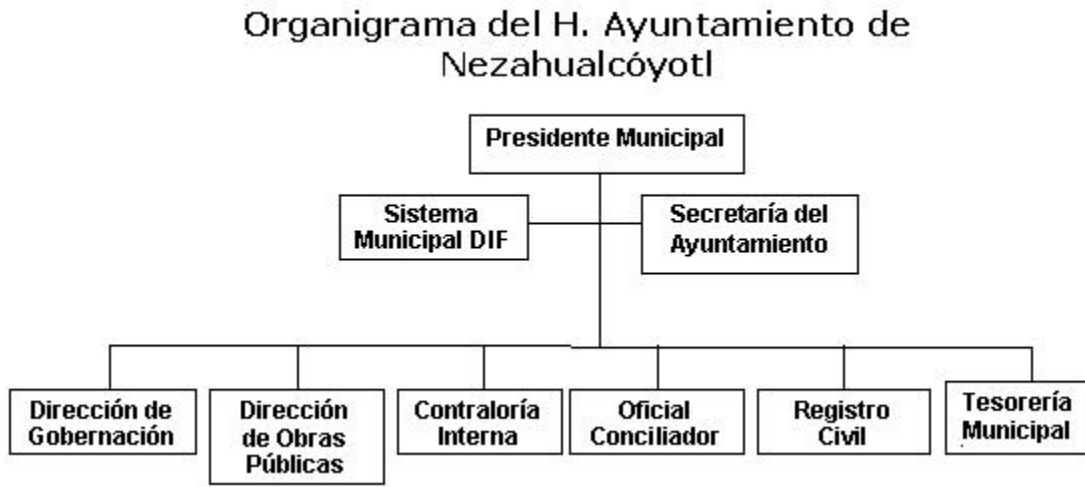 Organigrama del H. Ayuntamiento de
Nezahualcóyotl
Presidente Municipal
Sistema
Municipal DIF
Secretaría del
Ayuntamiento
Dirección de
Gobernación
Dirección
de Obras
Públicas
Contraloría
Interna
Oficial
Conciliador
Registro
Civil
Tesorería
Municipal